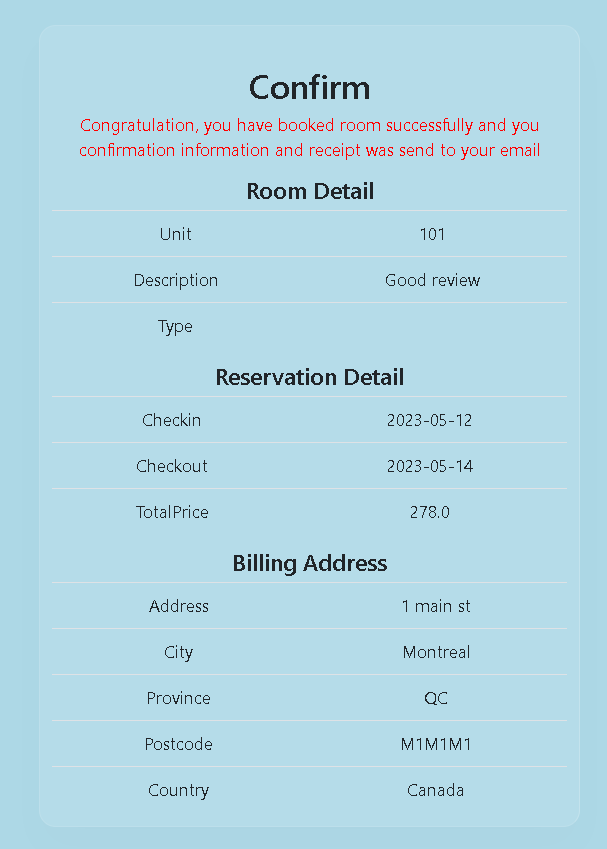 Confirm
Congratulation, you have booked room successfully and you
confirmation information and receipt was send to your email
Room Detail
Unit 101
Description Good review
Type
Reservation Detail
Checkin 2023-05-12
Checkout 2023-05-14
TotalPrice 278.0
Billing Address
Address 1 main st
City Montreal
Province QC
Postcode M1M1M1
Country Canada